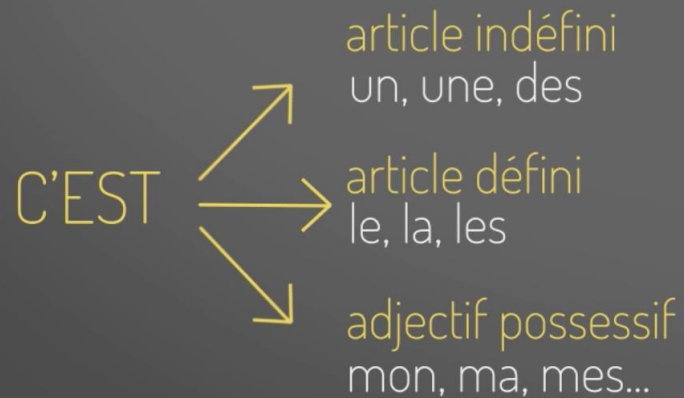 C'EST
article indéfini
un, une, des
article défini
le, la, les
adjectif possessif
mon, ma, mes...